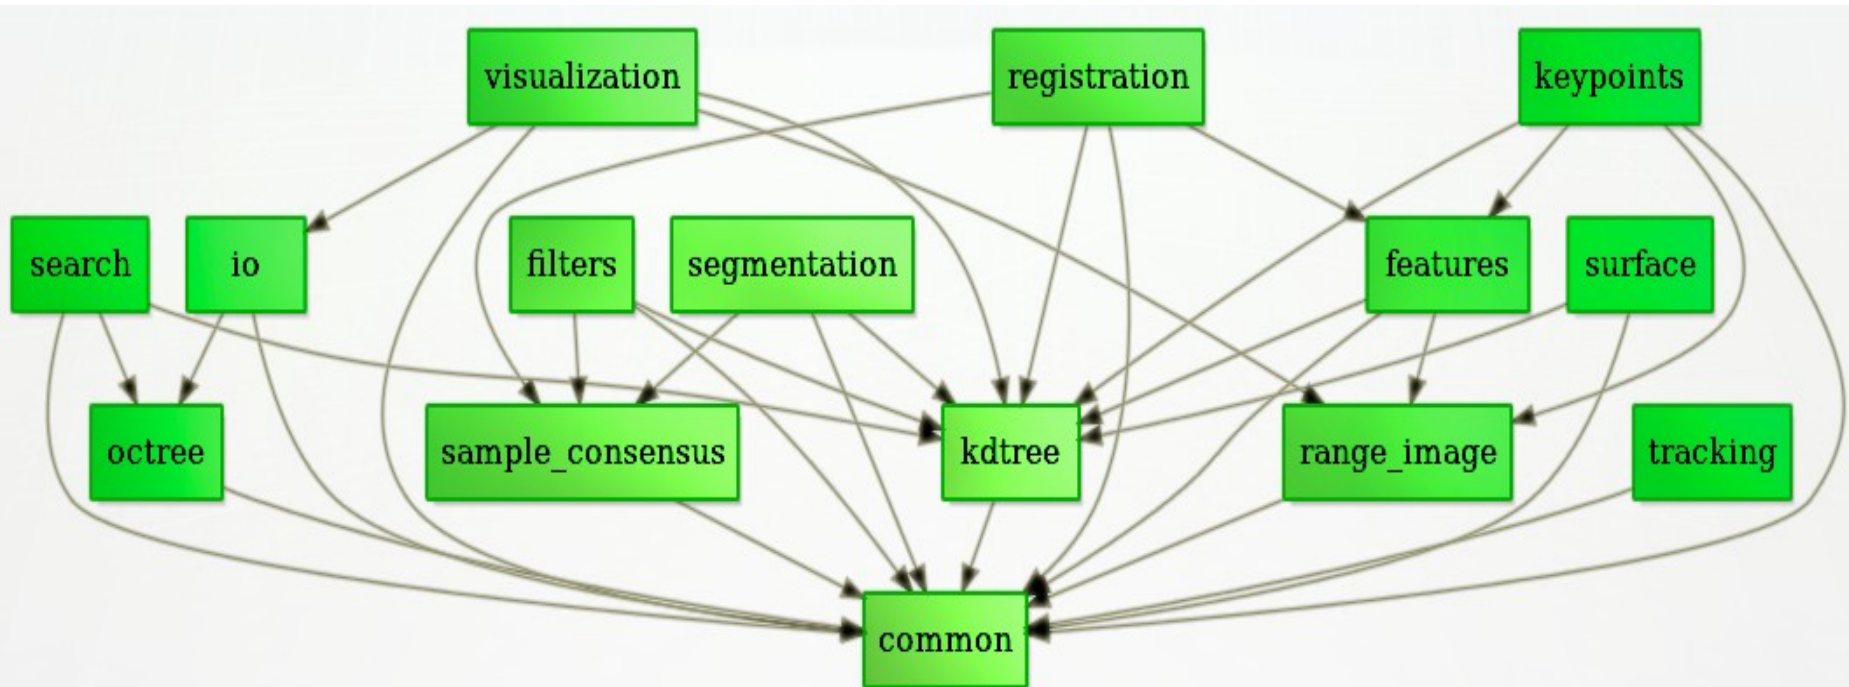 visualization
registration
keypoints
search
io
filters
segmentation
features
surface
octree
sample_consensus
kdtree
range_image
tracking
common